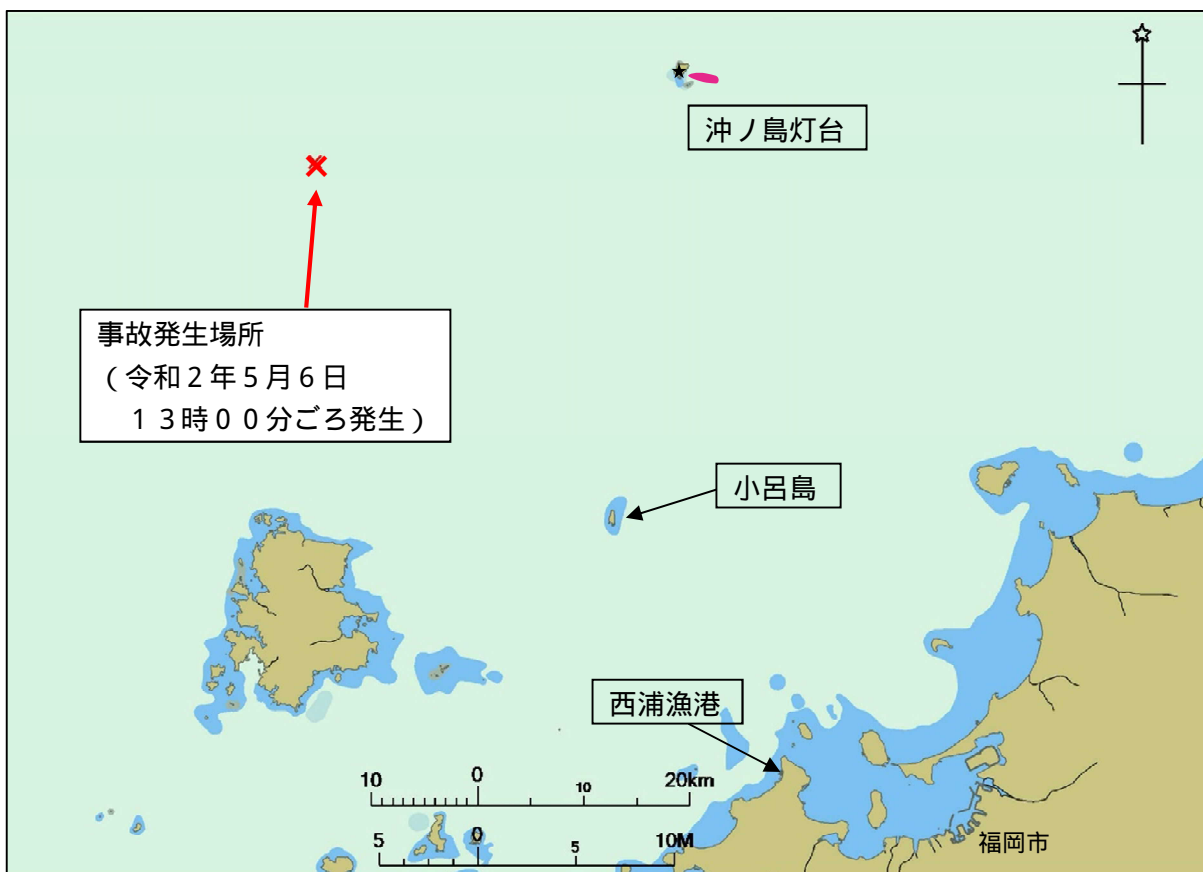 沖ノ島灯台
事故発生場所
（令和２年５月６日
１３時００分ごろ発生）
小呂島
西浦漁港
10 0 10 20km
5 0 5 10M
福岡市